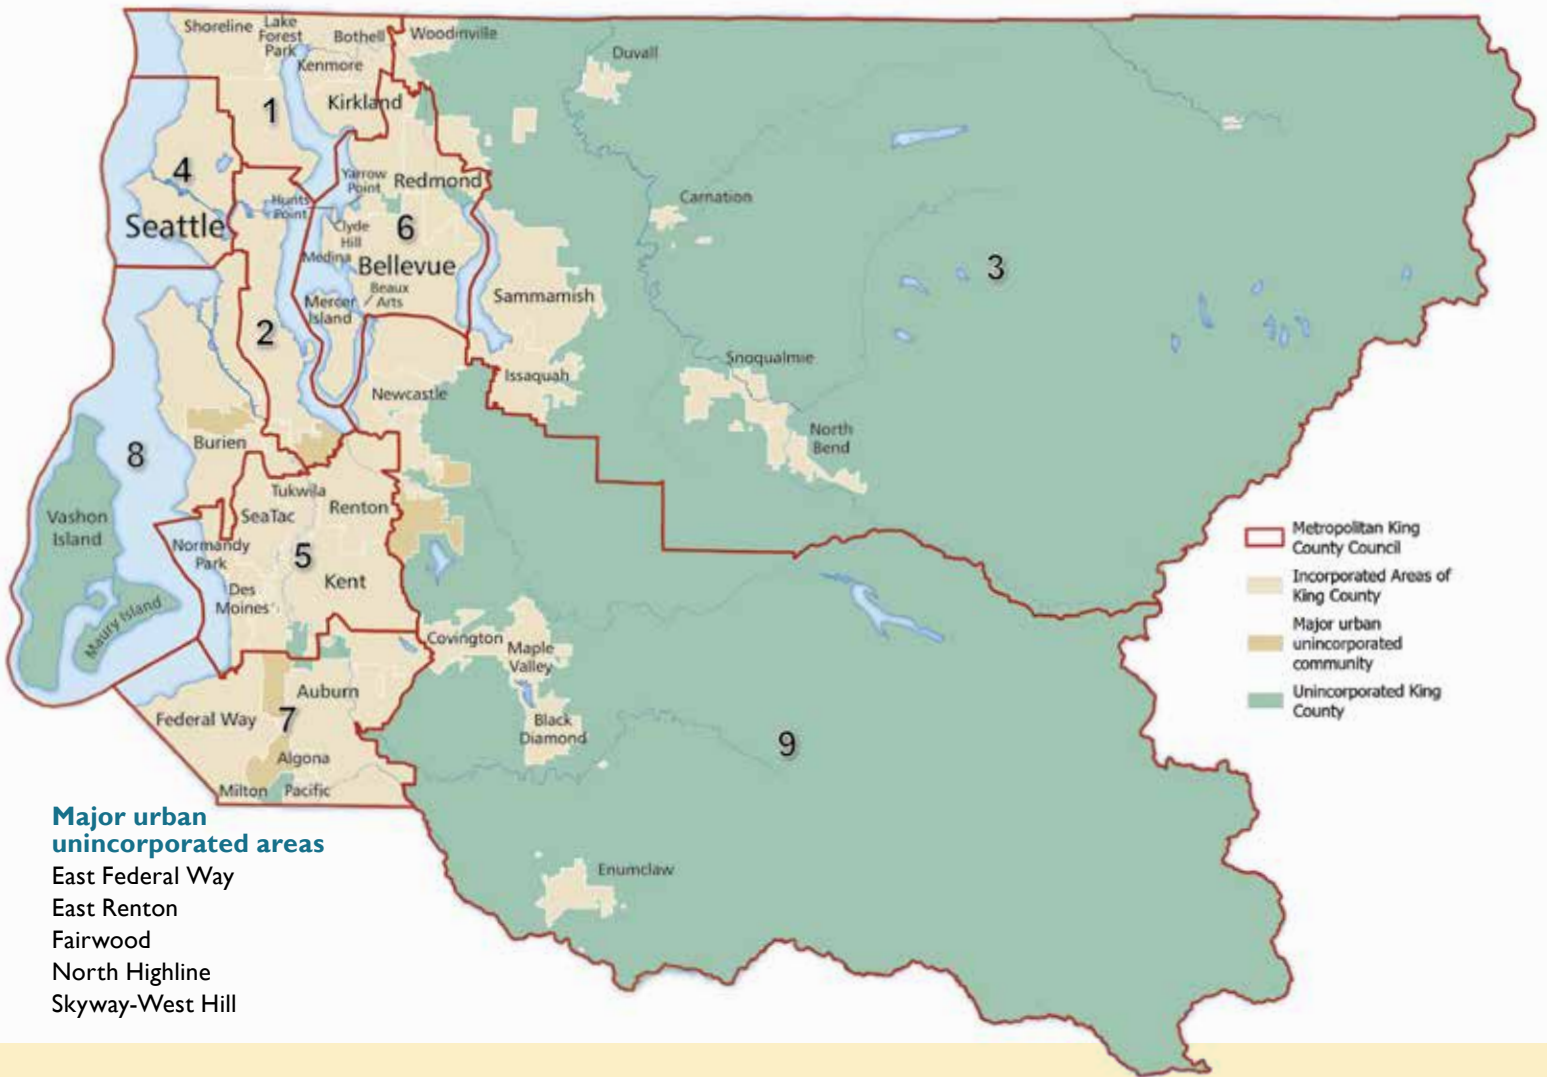 Shoreline
Lake
Forest
Park
Bothell
Woodinville
Kenmore
Duvall
Kirkland
1
4
Yarrow
Point
Redmond
Carnation
Hunts
Point
Seattle
Clyde
Hill
6
Medina
Bellevue
3
Beaux
Arts
Mercer
Island
Sammamish
2
Snoqualmie
Issaquah
Newcastle
North
Bend
Burien
8
Tukwila
Renton
SeaTac
Vashon
Island
Normandy
Park
5
Kent
Des
Moines
Maury Island
Covington
Maple
Valley
Auburn
Federal Way
7
Black
Diamond
9
Algona
Milton
Pacific
Enumclaw
Metropolitan King
County Council
Incorporated Areas of
King County
Major urban
unincorporated
community
Unincorporated King
County
Major urban
unincorporated areas
East Federal Way
East Renton
Fairwood
North Highline
Skyway-West Hill